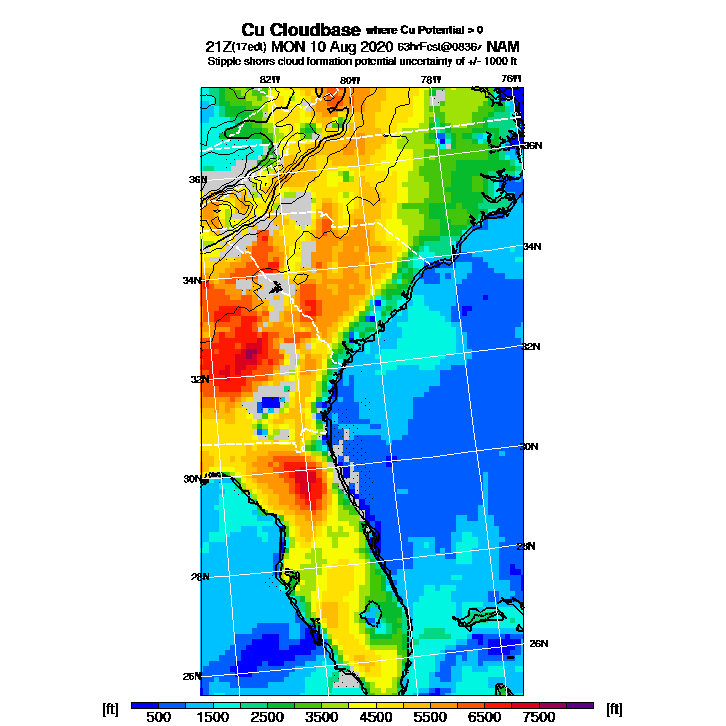 Cu Cloudbase where Cu Potential > 0
21Z(17edt) MON 10 Aug 2020 63hrFcst@0836z NAM
Stipple shows cloud formation potential uncertainty of +/- 1000 ft
82W 80W 78W 76W
36N
36N
34N
34N
32N
32N
30N
30N
28N
28N
26N
26N
[ft] 500 1500 2500 3500 4500 5500 6500 7500 [ft]